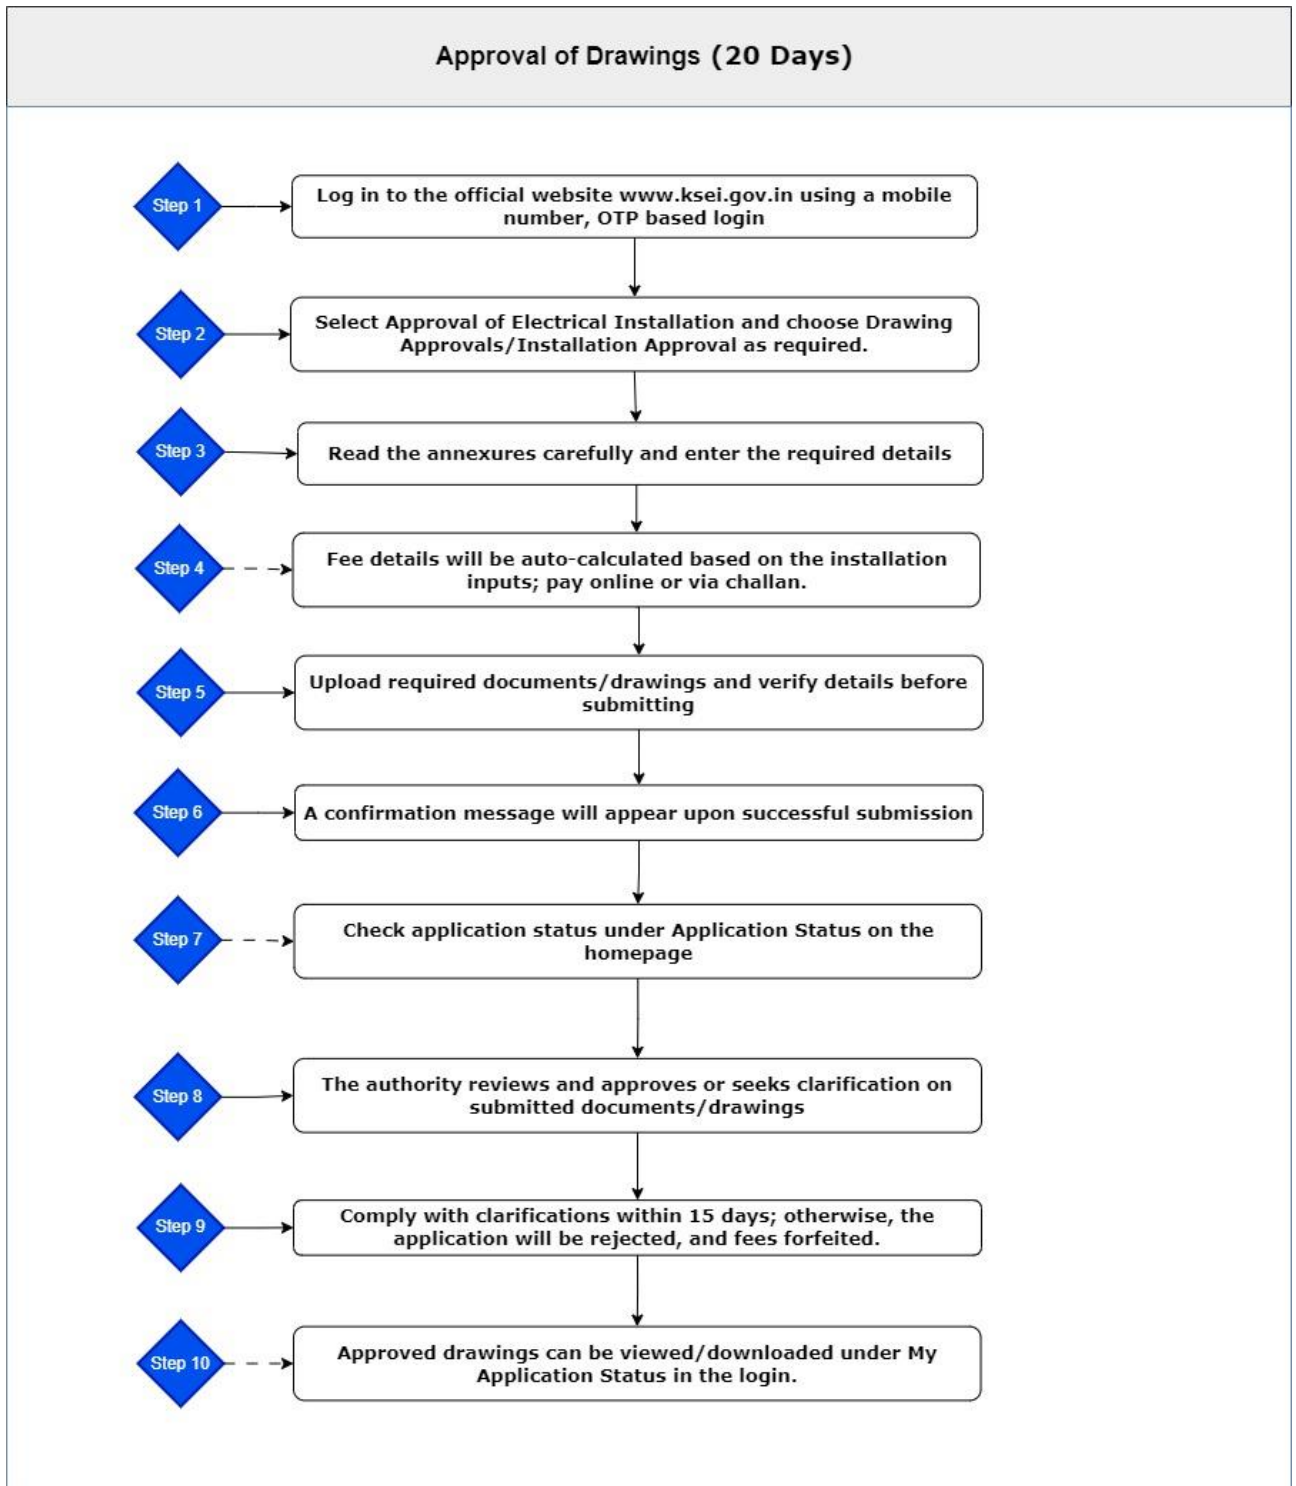 Approval of Drawings (20 Days)
Step 1
Log in to the official website www.ksei.gov.in using a mobile
number, OTP based login
Step 2
Select Approval of Electrical Installation and choose Drawing
Approvals/Installation Approval as required.
Step 3
Read the annexures carefully and enter the required details
Step 4
Fee details will be auto-calculated based on the installation
inputs; pay online or via challan.
Step 5
Upload required documents/drawings and verify details before
submitting
Step 6
A confirmation message will appear upon successful submission
Step 7
Check application status under Application Status on the
homepage
Step 8
The authority reviews and approves or seeks clarification on
submitted documents/drawings
Step 9
Comply with clarifications within 15 days; otherwise, the
application will be rejected, and fees forfeited.
Step 10
Approved drawings can be viewed/downloaded under My
Application Status in the login.